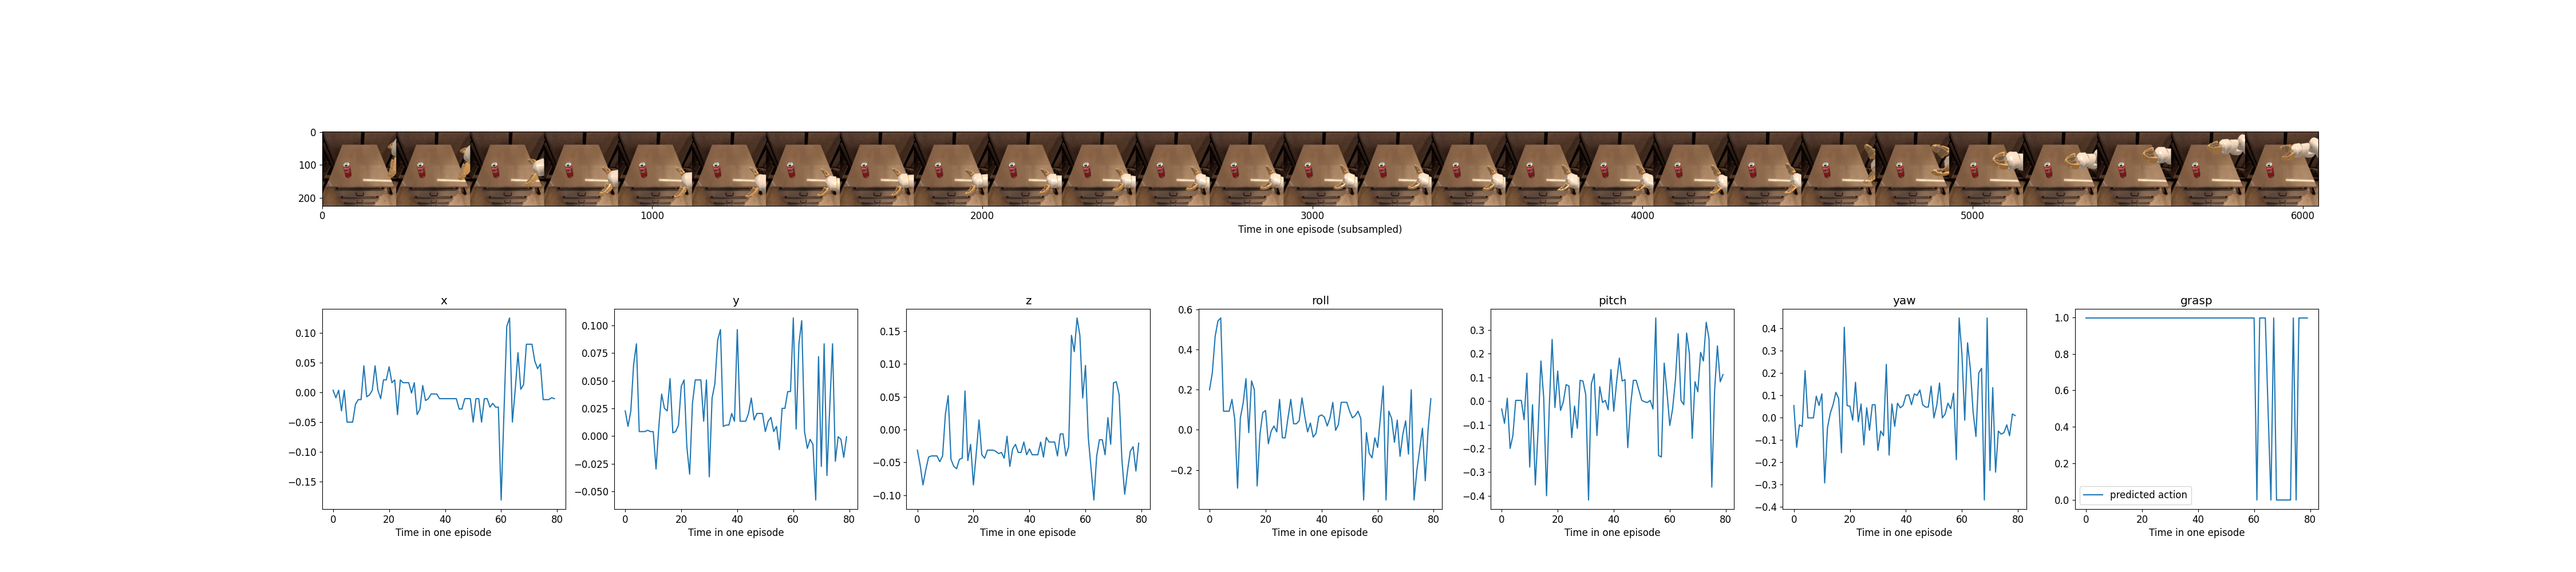 0
100
200
0 1000 2000 3000 4000 5000 6000
Time in one episode (subsampled)
x y z roll pitch yaw grasp
0.10
0.05
0.00
−0.05
−0.10
−0.15
0 20 40 60 80
Time in one episode
0.100
0.075
0.050
0.025
0.000
−0.025
−0.050
0 20 40 60 80
Time in one episode
0.15
0.10
0.05
0.00
−0.05
−0.10
0 20 40 60 80
Time in one episode
0.6
0.4
0.2
0.0
−0.2
0 20 40 60 80
Time in one episode
0.3
0.2
0.1
0.0
−0.1
−0.2
−0.3
−0.4
0 20 40 60 80
Time in one episode
0.4
0.3
0.2
0.1
0.0
−0.1
−0.2
−0.3
−0.4
0 20 40 60 80
Time in one episode
1.0
0.8
0.6
0.4
0.2
0.0
predicted action
0 20 40 60 80
Time in one episode